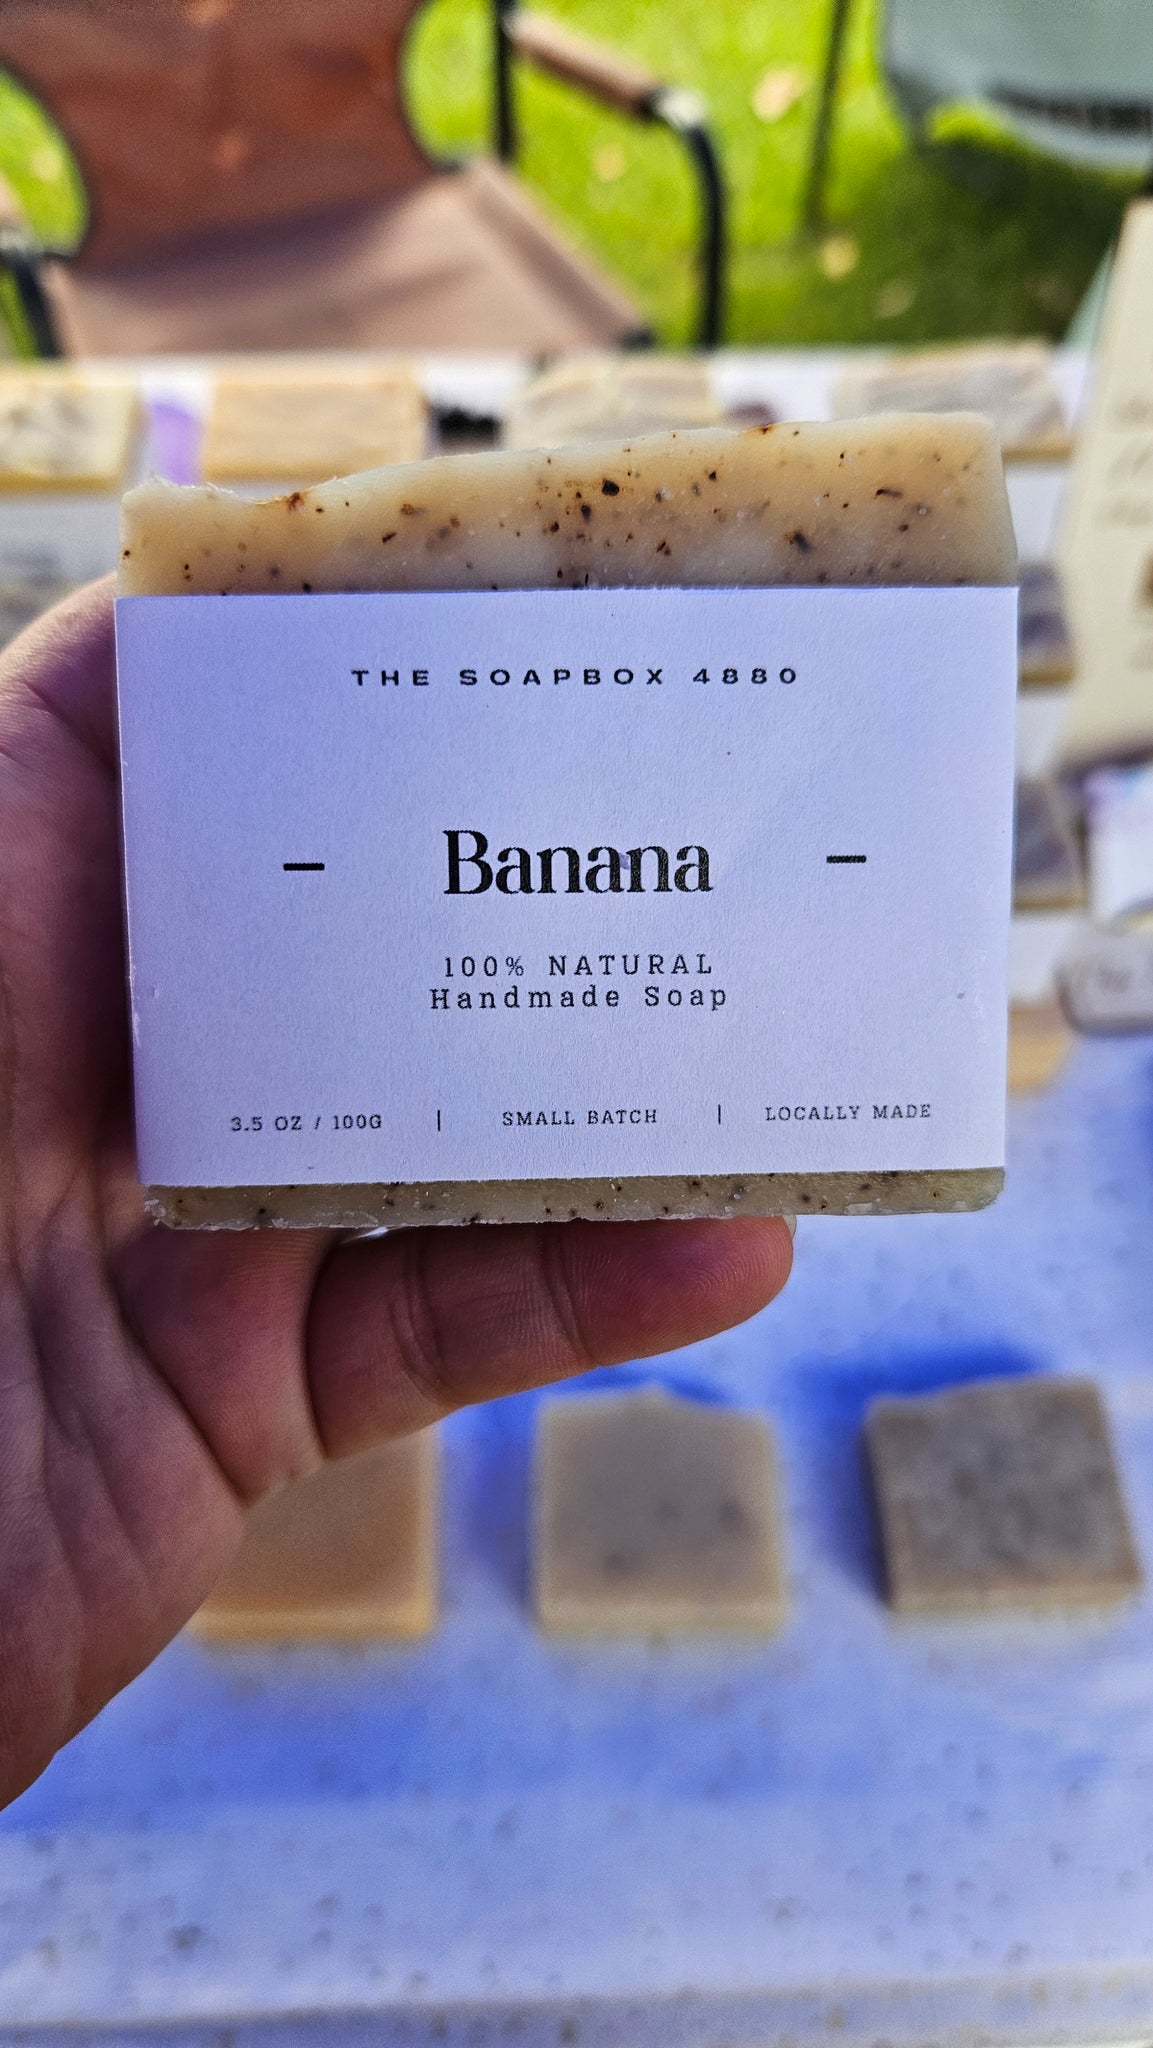 THE SOAPBOX 4880
— Banana —
100% NATURAL
Handmade Soap
3.5 OZ / 100G | SMALL BATCH | LOCALLY MADE